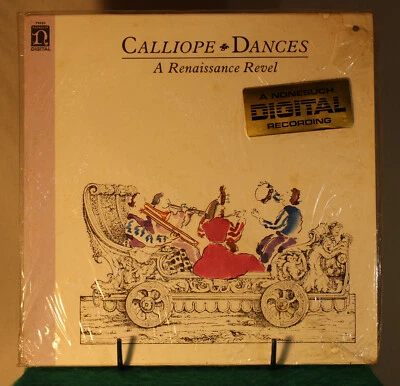 N
DIGITAL
CALLIOPE DANCES
A Renaissance Revel
A NONESUCH
DIGITAL
RECORDING